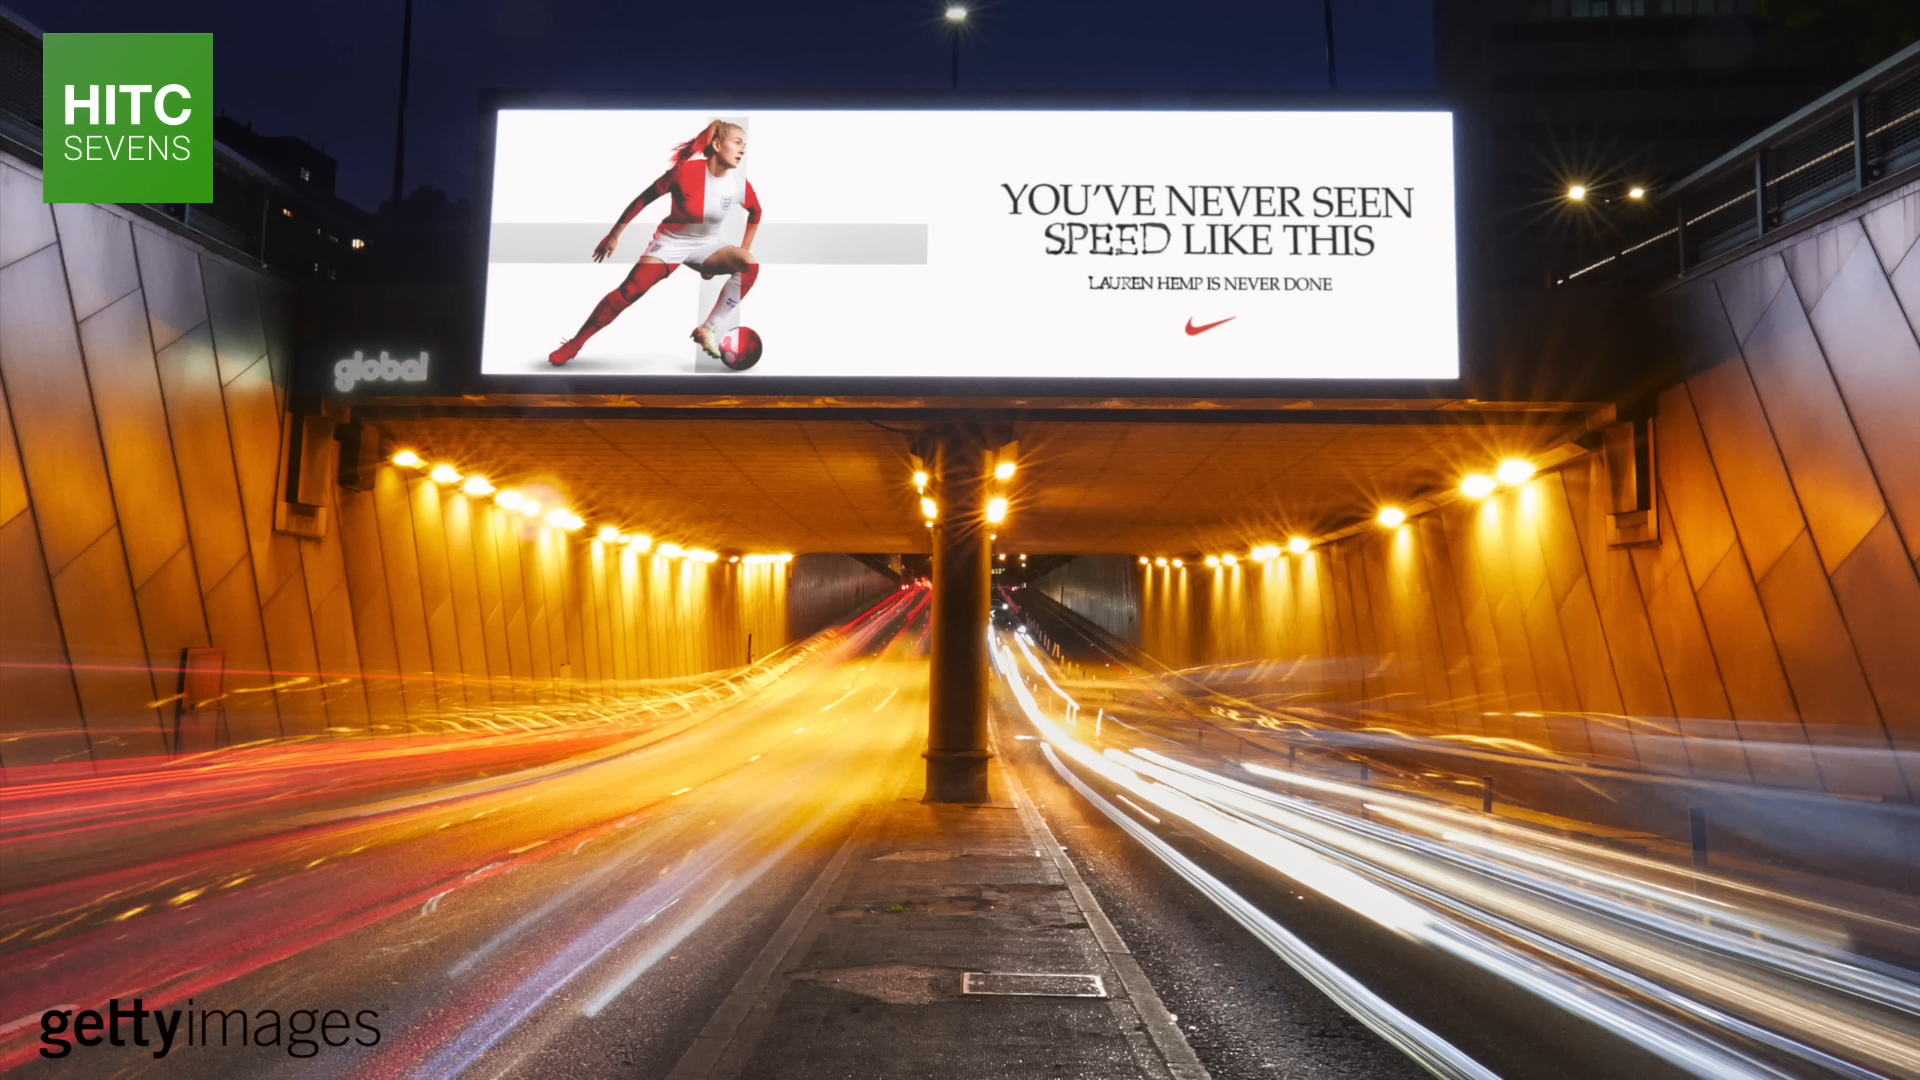 HITC
SEVENS
YOU'VE NEVER SEEN
SPEED LIKE THIS
LAUREN HEMP IS NEVER DONE
global
gettyimages